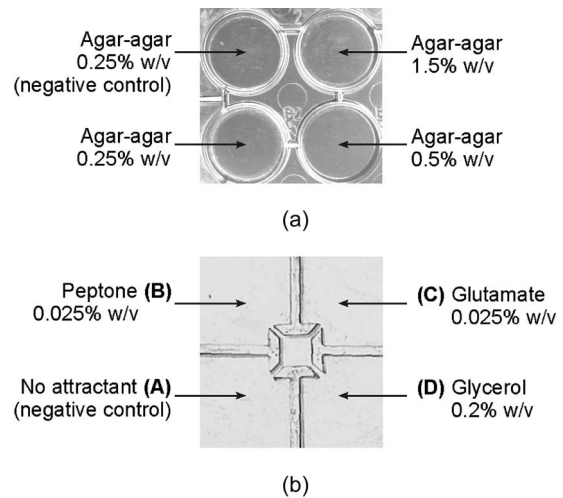 Agar-agar
0.25% w/v
(negative control)
Agar-agar
1.5% w/v
Agar-agar
0.25% w/v
Agar-agar
0.5% w/v
(a)
Peptone (B)
0.025% w/v
(C) Glutamate
0.025% w/v
No attractant (A)
(negative control)
(D) Glycerol
0.2% w/v
(b)